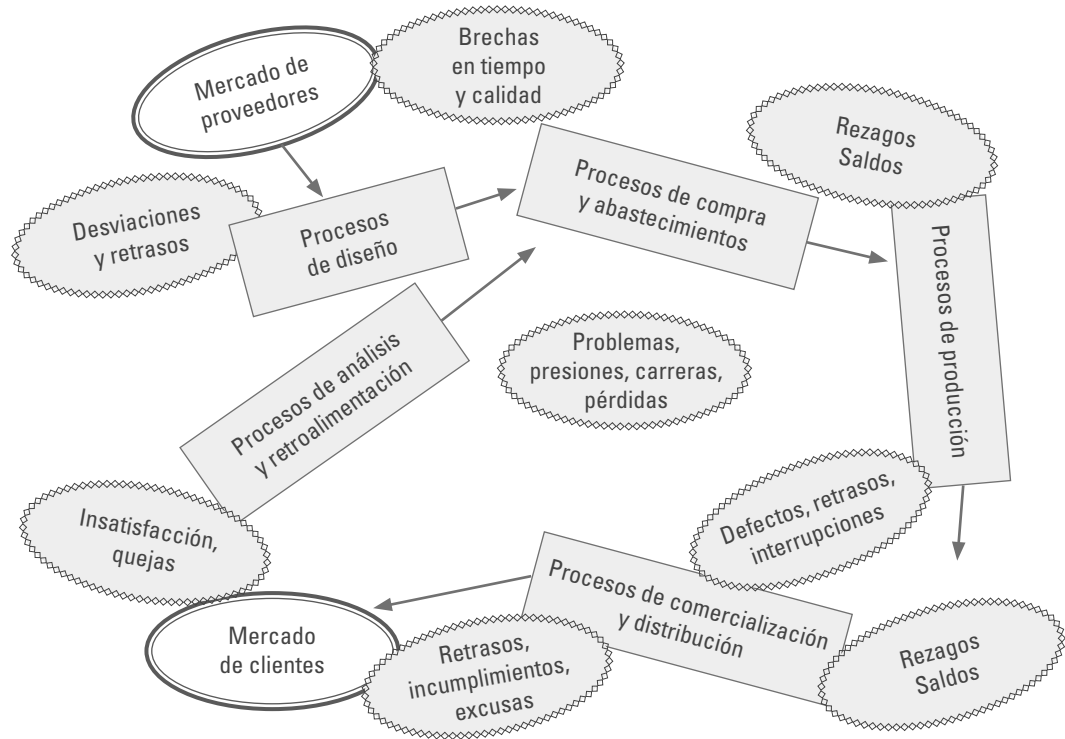 Mercado de
proveedores
Brechas
en tiempo
y calidad
Rezagos
Saldos
Desviaciones
y retrasos
Procesos
de diseño
Procesos de compra
y abastecimientos
Procesos de producción
Procesos de análisis
y retroalimentación
Problemas,
presiones, carreras,
pérdidas
Insatisfacción,
quejas
Defectos, retrasos,
interrupciones
Procesos de comercialización
y distribución
Mercado
de clientes
Retrasos,
incumplimientos,
excusas
Rezagos
Saldos